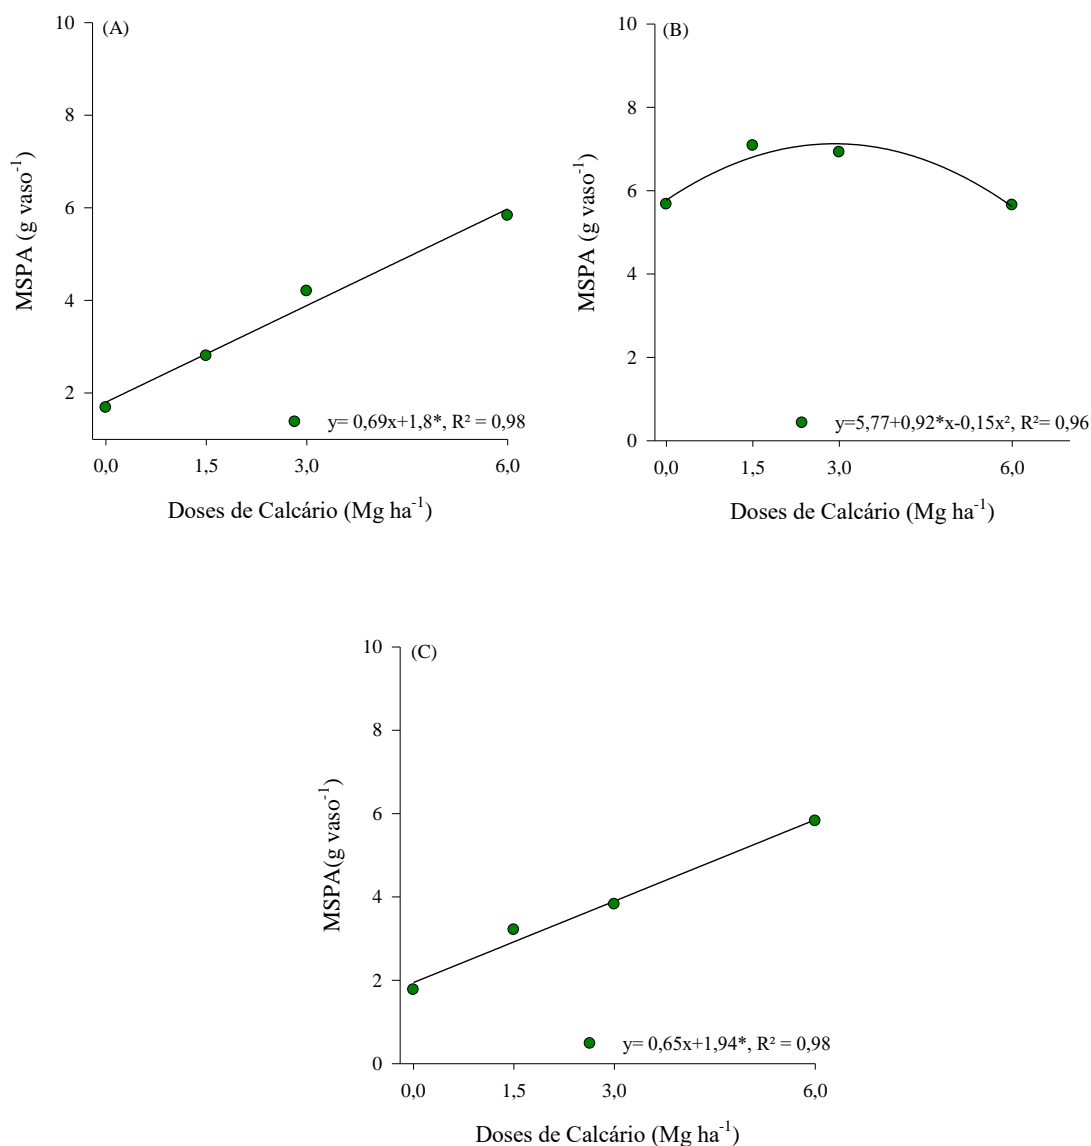 (A)
10
8
6
4
2
MSPA (g vaso⁻¹)
y= 0,69x+1,8*, R² = 0,98
0,0 1,5 3,0 6,0
Doses de Calcário (Mg ha⁻¹)
(B)
10
8
6
4
2
0
MSPA (g vaso⁻¹)
y=5,77+0,92*x-0,15x², R²= 0,96
0,0 1,5 3,0 6,0
Doses de Calcário (Mg ha⁻¹)
(C)
10
8
6
4
2
0
MSPA(g vaso⁻¹)
y= 0,65x+1,94*, R² = 0,98
0,0 1,5 3,0 6,0
Doses de Calcário (Mg ha⁻¹)